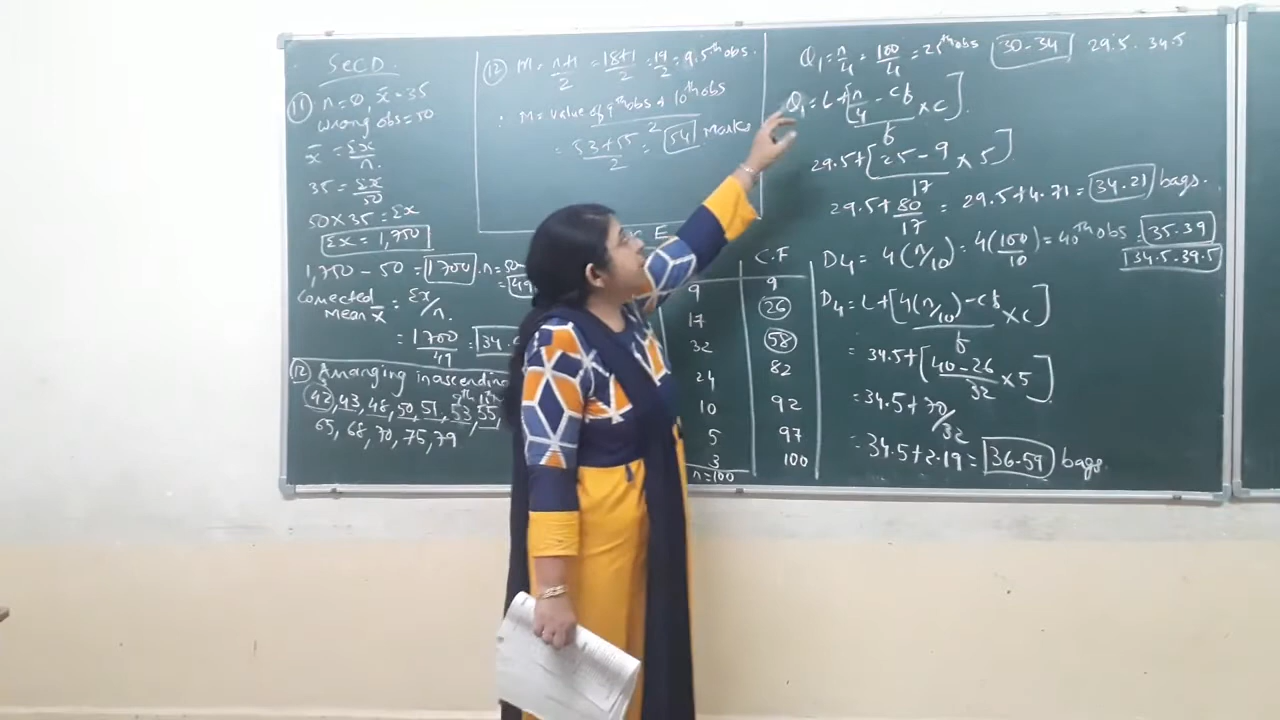 SecD
(11) n=0, x̄=35
wrong obs=50
x̄ = Σx/n.
35 = Σx/50
50×35 = Σx
Σx = 1,750
1,750 - 50 = 1700. n=50
= 49
Corrected mean x̄ = Σx/n.
= 1700/49 = 34.
(12) Arranging in ascending
9th 10th
42, 43, 48, 50, 51, 53, 55,
65, 68, 70, 75, 79
(12) M = n+1/2 = 18+1/2 = 19/2 = 9.5th obs.
∴ M = value of 9th obs + 10th obs / 2
= 53+55/2 = 54 Marks
E
C.F
9 9
17 26
32 58
24 82
10 92
5 97
3 100
n=100
Q1 = n/4 = 100/4 = 25th obs 30-34 29.5. 34.5
Q1 = L+[n/4 - cf / f × c]
29.5+[25-9/17 × 5]
29.5+80/17 = 29.5+4.71 = 34.21 bags.
D4 = 4(n/10) = 4(100/10) = 40th obs = 35.39
34.5.39.5
D4 = L+[4(n/10) - cf / f × c]
= 34.5+[40-26/32 × 5]
= 34.5+70/32
= 34.5+2.19 = 36.59 bags.